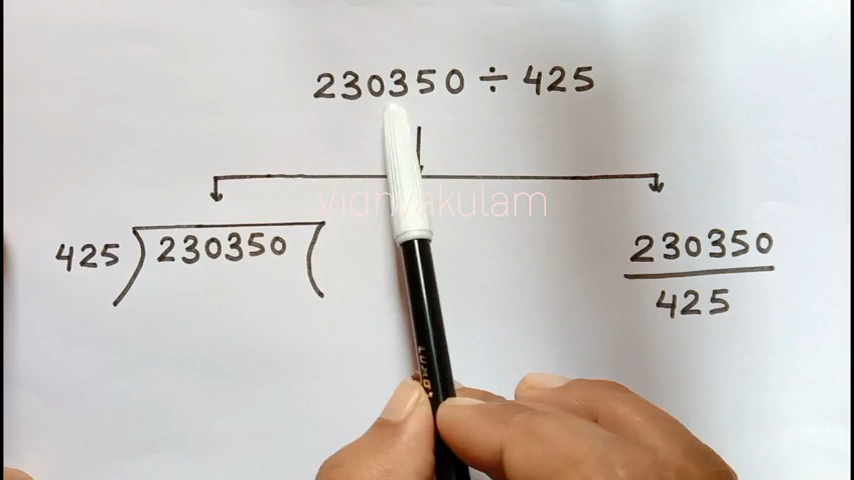 230350 ÷ 425
vidhyakulam
425 ) 230350 (
230350
425